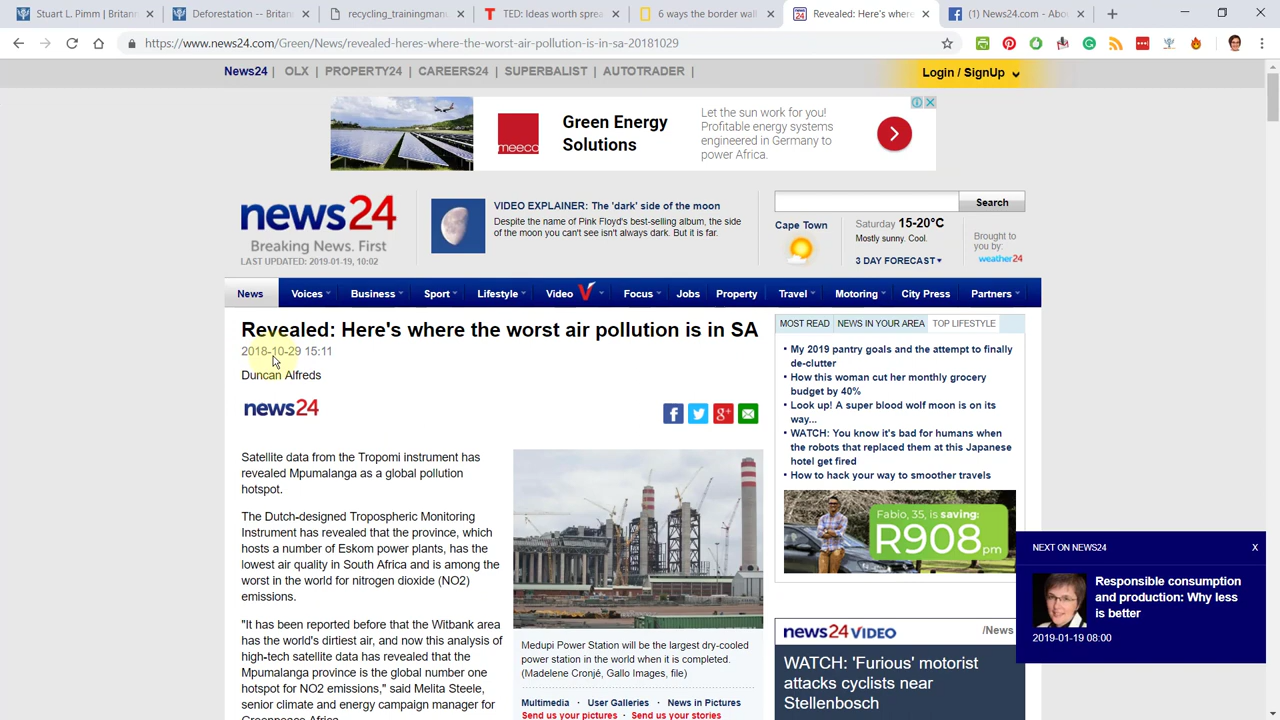 Stuart L. Pimm | Britann
Deforestation -- Britan
recycling_trainingmanu
TED: Ideas worth sprea
6 ways the border wall
Revealed: Here's where
(1) News24.com - Abou
https://www.news24.com/Green/News/revealed-heres-where-the-worst-air-pollution-is-in-sa-20181029
News24 | OLX | PROPERTY24 | CAREERS24 | SUPERBALIST | AUTOTRADER |
Login / SignUp
meeco
Green Energy
Solutions
Let the sun work for you!
Profitable energy systems
engineered in Germany to
power Africa.
news24
Breaking News. First
LAST UPDATED: 2019-01-19, 10:02
VIDEO EXPLAINER: The 'dark' side of the moon
Despite the name of Pink Floyd's best-selling album, the side
of the moon you can't see isn't always dark. But it is far.
Search
Cape Town
Saturday 15-20°C
Mostly sunny. Cool.
3 DAY FORECAST
Brought to
you by:
weather24
News Voices Business Sport Lifestyle Video Focus Jobs Property Travel Motoring City Press Partners
Revealed: Here's where the worst air pollution is in SA
2018-10-29 15:11
Duncan Alfreds
news24
Satellite data from the Tropomi instrument has
revealed Mpumalanga as a global pollution
hotspot.
The Dutch-designed Tropospheric Monitoring
Instrument has revealed that the province, which
hosts a number of Eskom power plants, has the
lowest air quality in South Africa and is among the
worst in the world for nitrogen dioxide (NO2)
emissions.
"It has been reported before that the Witbank area
has the world's dirtiest air, and now this analysis of
high-tech satellite data has revealed that the
Mpumalanga province is the global number one
hotspot for NO2 emissions," said Melita Steele,
senior climate and energy campaign manager for
Greenpeace Africa
Medupi Power Station will be the largest dry-cooled
power station in the world when it is completed.
(Madelene Cronjé, Gallo Images, file)
Multimedia · User Galleries · News in Pictures
Send us your pictures · Send us your stories
MOST READ NEWS IN YOUR AREA TOP LIFESTYLE
My 2019 pantry goals and the attempt to finally
de-clutter
How this woman cut her monthly grocery
budget by 40%
Look up! A super blood wolf moon is on its
way...
WATCH: You know it's bad for humans when
the robots that replaced them at this Japanese
hotel get fired
How to hack your way to smoother travels
Fabio, 35, is saving:
R908pm
news24 VIDEO
/News
WATCH: 'Furious' motorist
attacks cyclists near
Stellenbosch
NEXT ON NEWS24
X
Responsible consumption
and production: Why less
is better
2019-01-19 08:00